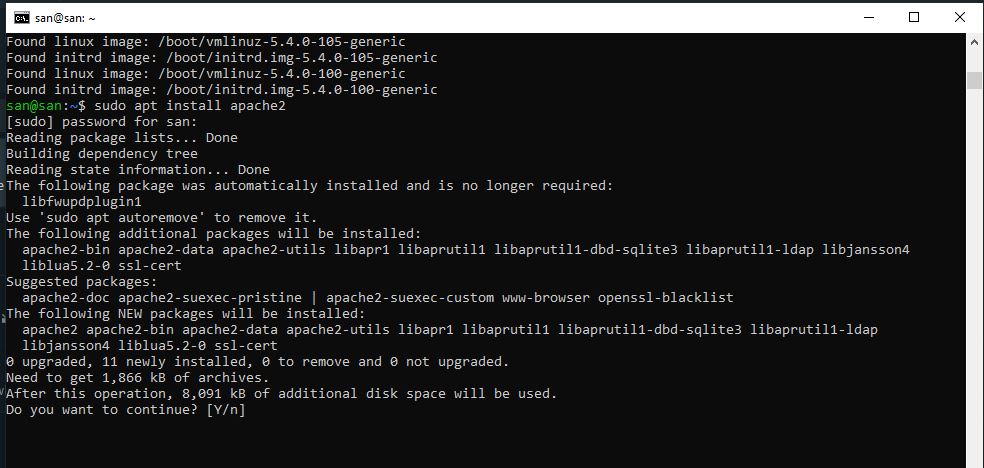 san@san: ~
Found linux image: /boot/vmlinuz-5.4.0-105-generic
Found initrd image: /boot/initrd.img-5.4.0-105-generic
Found linux image: /boot/vmlinuz-5.4.0-100-generic
Found initrd image: /boot/initrd.img-5.4.0-100-generic
san@san:~$ sudo apt install apache2
[sudo] password for san:
Reading package lists... Done
Building dependency tree
Reading state information... Done
The following package was automatically installed and is no longer required:
  libfwupdplugin1
Use 'sudo apt autoremove' to remove it.
The following additional packages will be installed:
  apache2-bin apache2-data apache2-utils libapr1 libaprutil1 libaprutil1-dbd-sqlite3 libaprutil1-ldap libjansson4
  liblua5.2-0 ssl-cert
Suggested packages:
  apache2-doc apache2-suexec-pristine | apache2-suexec-custom www-browser openssl-blacklist
The following NEW packages will be installed:
  apache2 apache2-bin apache2-data apache2-utils libapr1 libaprutil1 libaprutil1-dbd-sqlite3 libaprutil1-ldap
  libjansson4 liblua5.2-0 ssl-cert
0 upgraded, 11 newly installed, 0 to remove and 0 not upgraded.
Need to get 1,866 kB of archives.
After this operation, 8,091 kB of additional disk space will be used.
Do you want to continue? [Y/n]